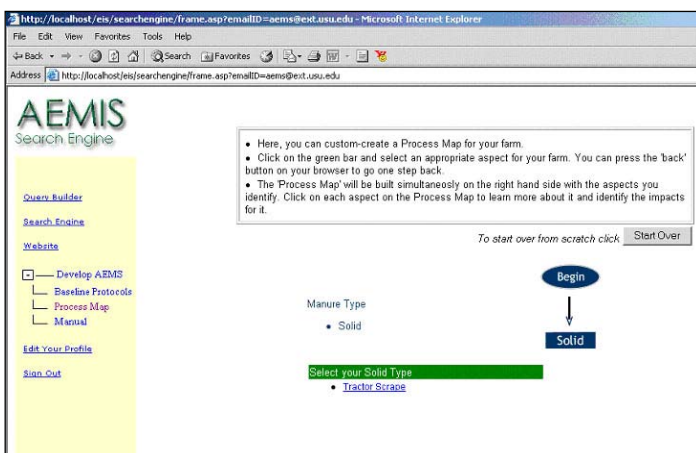 http://localhost/eis/searchengine/frame.asp?emailID=aems@ext.usu.edu - Microsoft Internet Explorer
File Edit View Favorites Tools Help
Back Search Favorites
Address http://localhost/eis/searchengine/frame.asp?emailID=aems@ext.usu.edu
AEMIS
Search Engine
• Here, you can custom-create a Process Map for your farm.
• Click on the green bar and select an appropriate aspect for your farm. You can press the 'back'
button on your browser to go one step back.
• The 'Process Map' will be built simultaneosly on the right hand side with the aspects you
identify. Click on each aspect on the Process Map to learn more about it and identify the impacts
for it.
To start over from scratch click Start Over
Query Builder
Search Engine
Website
Develop AEMS
Baseline Protocols
Process Map
Manual
Edit Your Profile
Sign Out
Manure Type
• Solid
Select your Solid Type
• Tractor Scrape
Begin
Solid